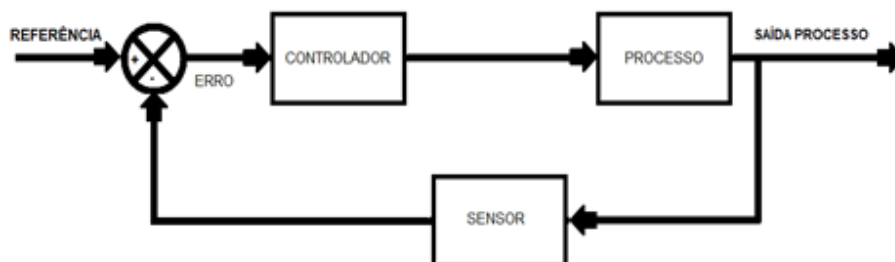 REFERÊNCIA
+
-
ERRO
CONTROLADOR
PROCESSO
SAÍDA PROCESSO
SENSOR